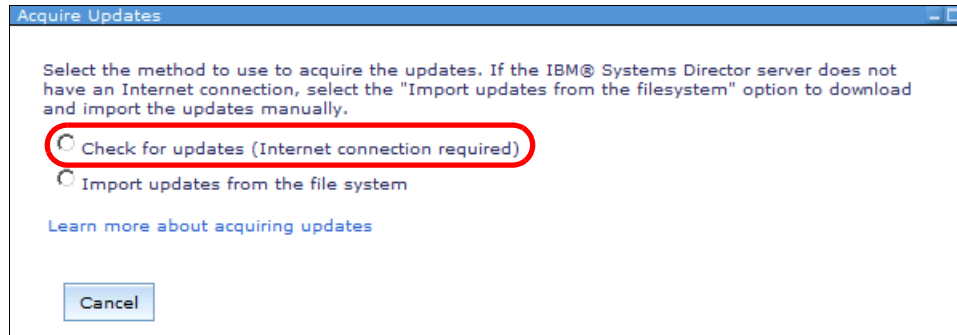 Acquire Updates
Select the method to use to acquire the updates. If the IBM® Systems Director server does not
have an Internet connection, select the "Import updates from the filesystem" option to download
and import the updates manually.
Check for updates (Internet connection required)
Import updates from the file system
Learn more about acquiring updates
Cancel